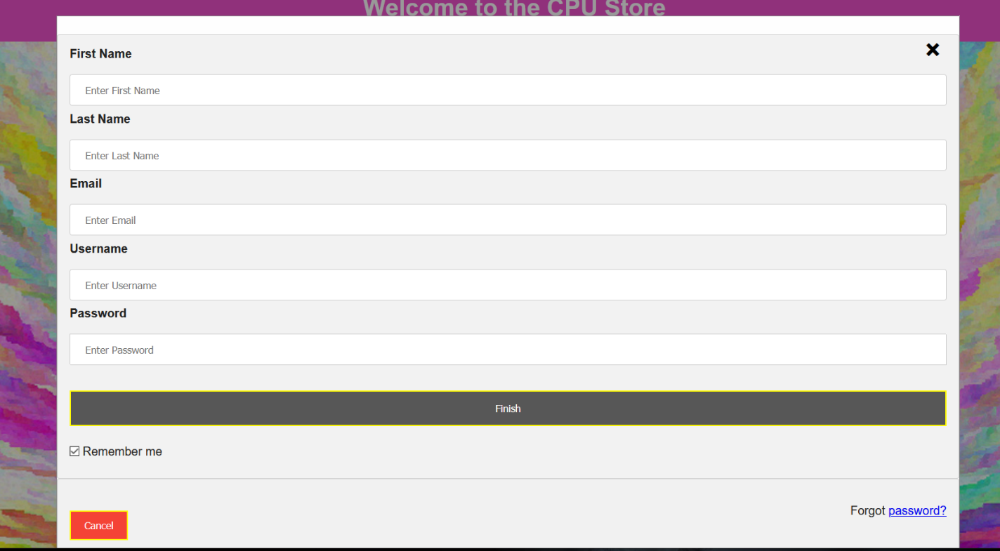 Welcome to the CPU Store
First Name
Enter First Name
Last Name
Enter Last Name
Email
Enter Email
Username
Enter Username
Password
Enter Password
Finish
Remember me
Forgot password?
Cancel